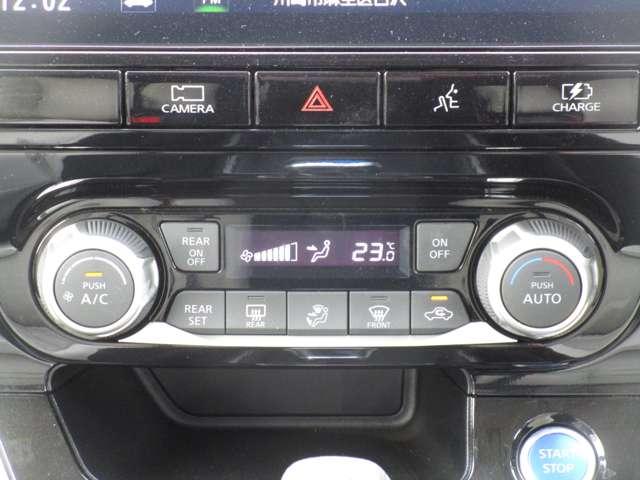 12:02
CAMERA
CHARGE
REAR
ON
OFF
23.0
°C
ON
OFF
PUSH
A/C
PUSH
AUTO
REAR
SET
REAR
FRONT
START
STOP